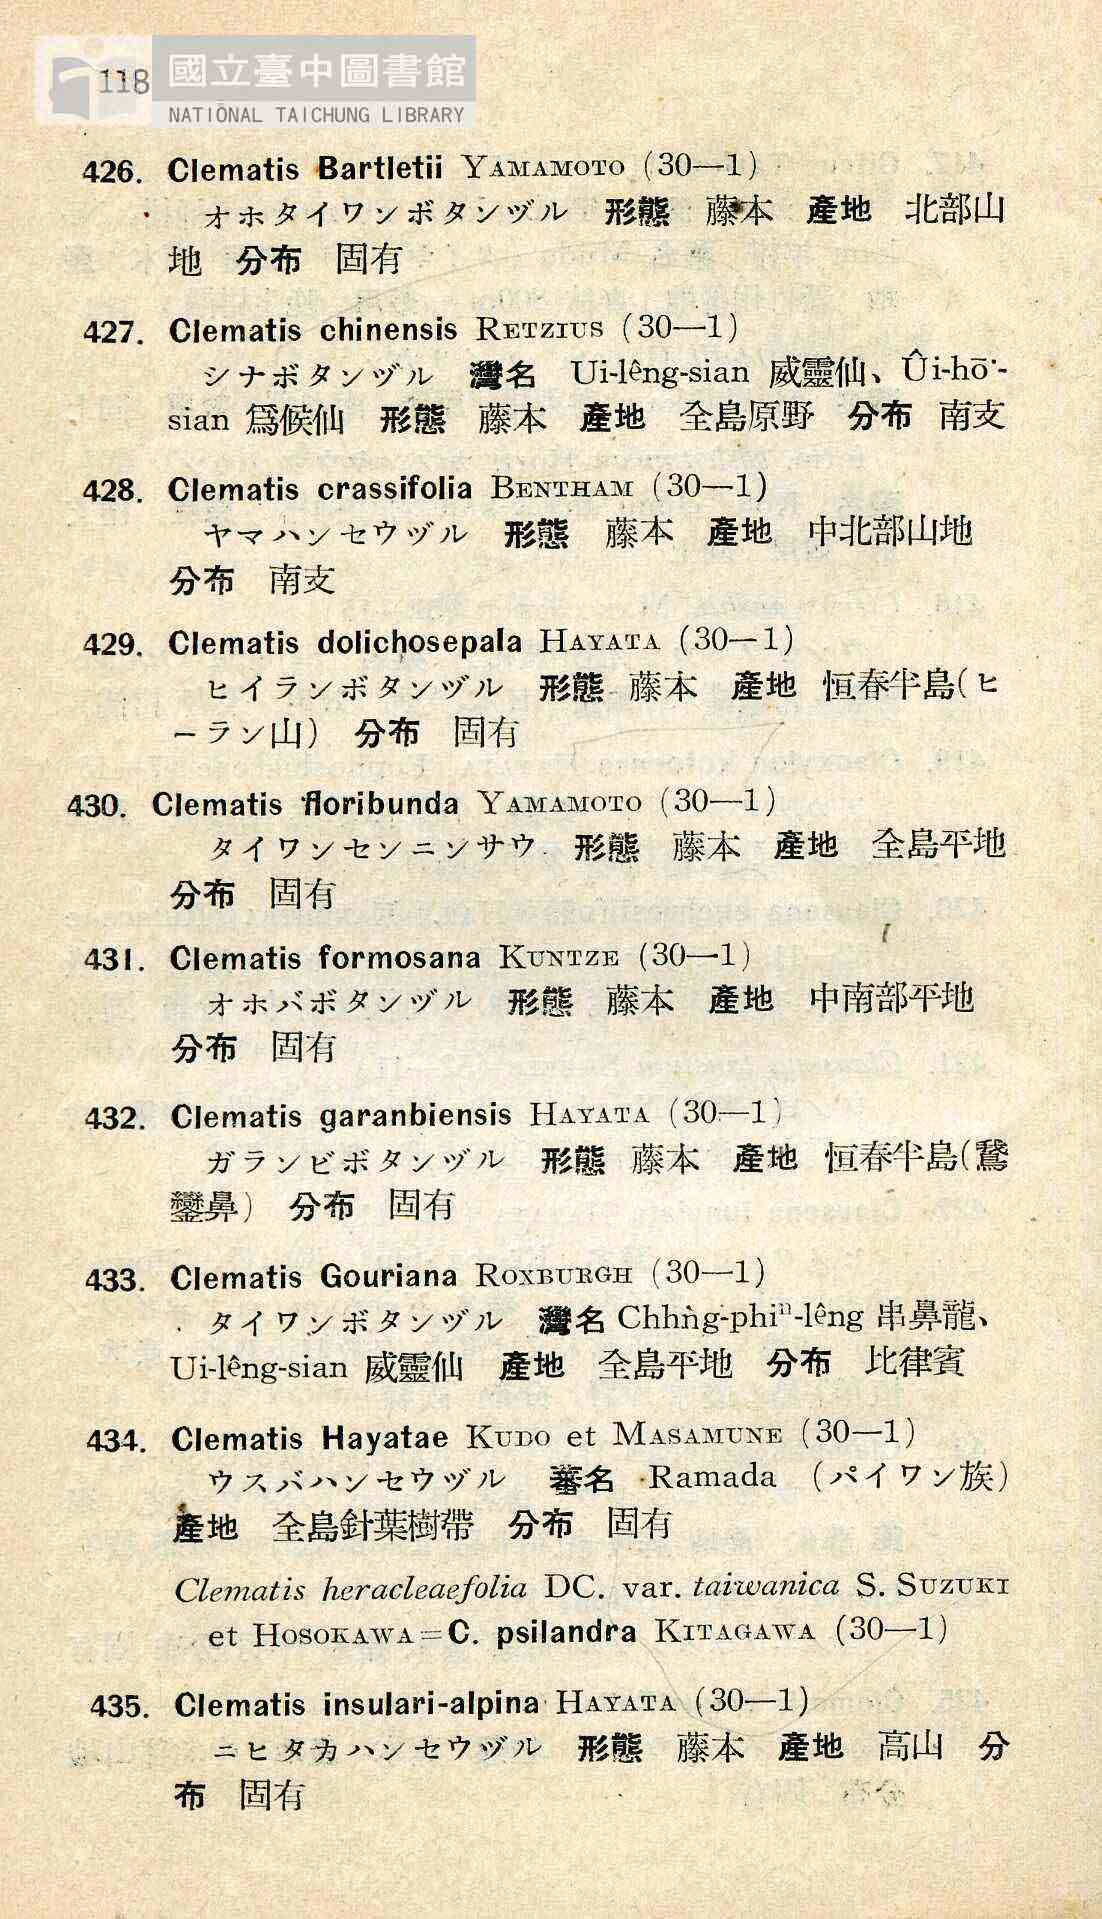 118
國立臺中圖書館
NATIONAL TAICHUNG LIBRARY
426. Clematis Bartletii YAMAMOTO (30—1)
オホタイワンボタンヅル 形態 藤本 產地 北部山
地 分布 固有
427. Clematis chinensis RETZIUS (30—1)
シナボタンヅル 灣名 Ui-lêng-sian 威靈仙、Ûi-hō͘-
sian 爲候仙 形態 藤本 產地 全島原野 分布 南支
428. Clematis crassifolia BENTHAM (30—1)
ヤマハンセウヅル 形態 藤本 產地 中北部山地
分布 南支
429. Clematis dolichosepala HAYATA (30—1)
ヒイランボタンヅル 形態 藤本 產地 恒春半島(ヒ
ーラン山) 分布 固有
430. Clematis floribunda YAMAMOTO (30—1)
タイワンセンニンサウ 形態 藤本 產地 全島平地
分布 固有
431. Clematis formosana KUNTZE (30—1)
オホバボタンヅル 形態 藤本 產地 中南部平地
分布 固有
432. Clematis garanbiensis HAYATA (30—1)
ガランビボタンヅル 形態 藤本 產地 恒春半島(鵞
鑾鼻) 分布 固有
433. Clematis Gouriana ROXBURGH (30—1)
タイワンボタンヅル 灣名 Chhǹg-phiⁿ-lêng 串鼻龍、
Ui-lêng-sian 威靈仙 產地 全島平地 分布 比律賓
434. Clematis Hayatae KUDO et MASAMUNE (30—1)
ウスバハンセウヅル 蕃名 Ramada (パイワン族)
產地 全島針葉樹帶 分布 固有
Clematis heracleaefolia DC. var. taiwanica S. SUZUKI
et HOSOKAWA=C. psilandra KITAGAWA (30—1)
435. Clematis insulari-alpina HAYATA (30—1)
ニヒタカハンセウヅル 形態 藤本 產地 高山 分
布 固有